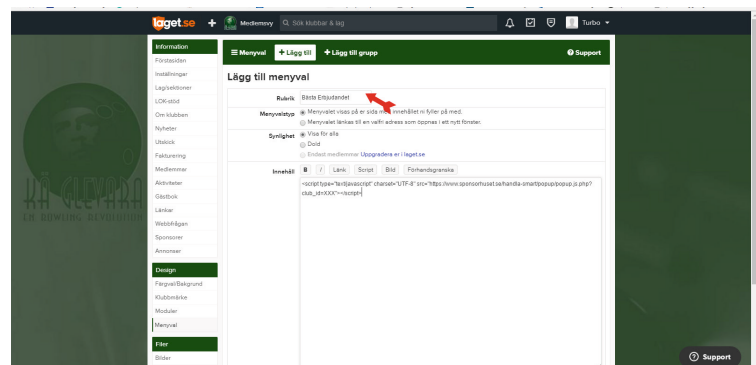 laget.se + Medlemsvy Sök klubbar & lag Turbo
Information
Förstasidan
Inställningar
Lag/sektioner
LOK-stöd
Om klubben
Nyheter
Utskick
Fakturering
Medlemmar
Aktiviteter
Gästbok
Länkar
Webbfrågan
Sponsorer
Annonser
Design
Färgval/Bakgrund
Klubbmärke
Moduler
Menyval
Filer
Bilder
Menyval + Lägg till + Lägg till grupp Support
Lägg till menyval
Rubrik Bästa Erbjudandet
Menyvalstyp Menyvalet visas på er sida med innehållet ni fyller på med.
Menyvalet länkas till en valfri adress som öppnas i ett nytt fönster.
Synlighet Visa för alla
Dold
Endast medlemmar Uppgradera er i laget.se
Innehåll B I Länk Script Bild Förhandsgranska
<script type="text/javascript" charset="UTF-8" src="https://www.sponsorhuset.se/handla-smart/popup/popup.js.php?
club_id=XXX"></script>
Support